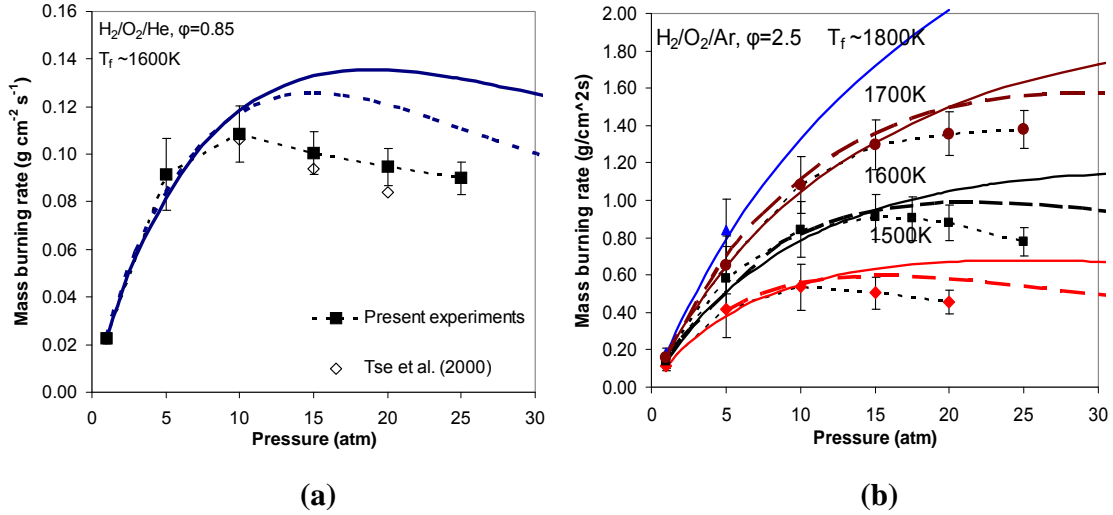 H2/O2/He, φ=0.85
Tf ~1600K
Mass burning rate (g cm-2 s-1)
0.16
0.14
0.12
0.10
0.08
0.06
0.04
0.02
0.00
Present experiments
Tse et al. (2000)
0 5 10 15 20 25 30
Pressure (atm)
(a)
H2/O2/Ar, φ=2.5 Tf ~1800K
1700K
1600K
1500K
Mass burning rate (g/cm^2s)
2.00
1.80
1.60
1.40
1.20
1.00
0.80
0.60
0.40
0.20
0.00
0 5 10 15 20 25 30
Pressure (atm)
(b)